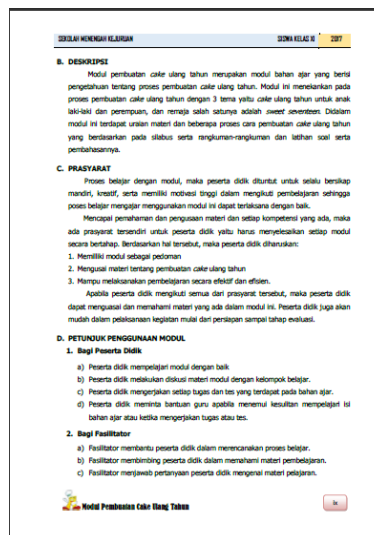 SEKOLAH MENENGAH KEJURUAN SISWA KELAS 10 2017
B. DESKRIPSI
Modul pembuatan cake ulang tahun merupakan modul bahan ajar yang berisi
pengetahuan tentang proses pembuatan cake ulang tahun. Modul ini menekankan pada
proses pembuatan cake ulang tahun dengan 3 tema yaitu cake ulang tahun untuk anak
laki-laki dan perempuan, dan remaja salah satunya adalah sweet seventeen. Didalam
modul ini terdapat uraian materi dan beberapa proses cara pembuatan cake ulang tahun
yang berdasarkan pada silabus serta rangkuman-rangkuman dan latihan soal serta
pembahasannya.
C. PRASYARAT
Proses belajar dengan modul, maka peserta didik dituntut untuk selalu bersikap
mandiri, kreatif, serta memiliki motivasi tinggi dalam mengikuti pembelajaran sehingga
poses belajar mengajar menggunakan modul ini dapat terlaksana dengan baik.
Mencapai pemahaman dan pengusaan materi dan setiap kompetensi yang ada, maka
ada prasyarat tersendiri untuk peserta didik yaitu harus menyelesaikan setiap modul
secara bertahap. Berdasarkan hal tersebut, maka peserta didik diharuskan:
1. Memiliki modul sebagai pedoman
2. Mengusai materi tentang pembuatan cake ulang tahun
3. Mampu melaksanakan pembelajaran secara efektif dan efisien.
Apabila peserta didik mengikuti semua dari prasyarat tersebut, maka peserta didik
dapat menguasai dan memahami materi yang ada dalam modul ini. Peserta didik juga akan
mudah dalam pelaksanaan kegiatan mulai dari persiapan sampai tahap evaluasi.
D. PETUNJUK PENGGUNAAN MODUL
1. Bagi Peserta Didik
a) Peserta didik mempelajari modul dengan baik
b) Peserta didik melakukan diskusi materi modul dengan kelompok belajar.
c) Peserta didik mengerjakan setiap tugas dan tes yang terdapat pada bahan ajar.
d) Peserta didik meminta bantuan guru apabila menemui kesulitan mempelajari isi
bahan ajar atau ketika mengerjakan tugas atau tes.
2. Bagi Fasilitator
a) Fasilitator membantu peserta didik dalam merencanakan proses belajar.
b) Fasilitator membimbing peserta didik dalam memahami materi pembelajaran.
c) Fasilitator menjawab pertanyaan peserta didik mengenai materi pelajaran.
Modul Pembuatan Cake Ulang Tahun